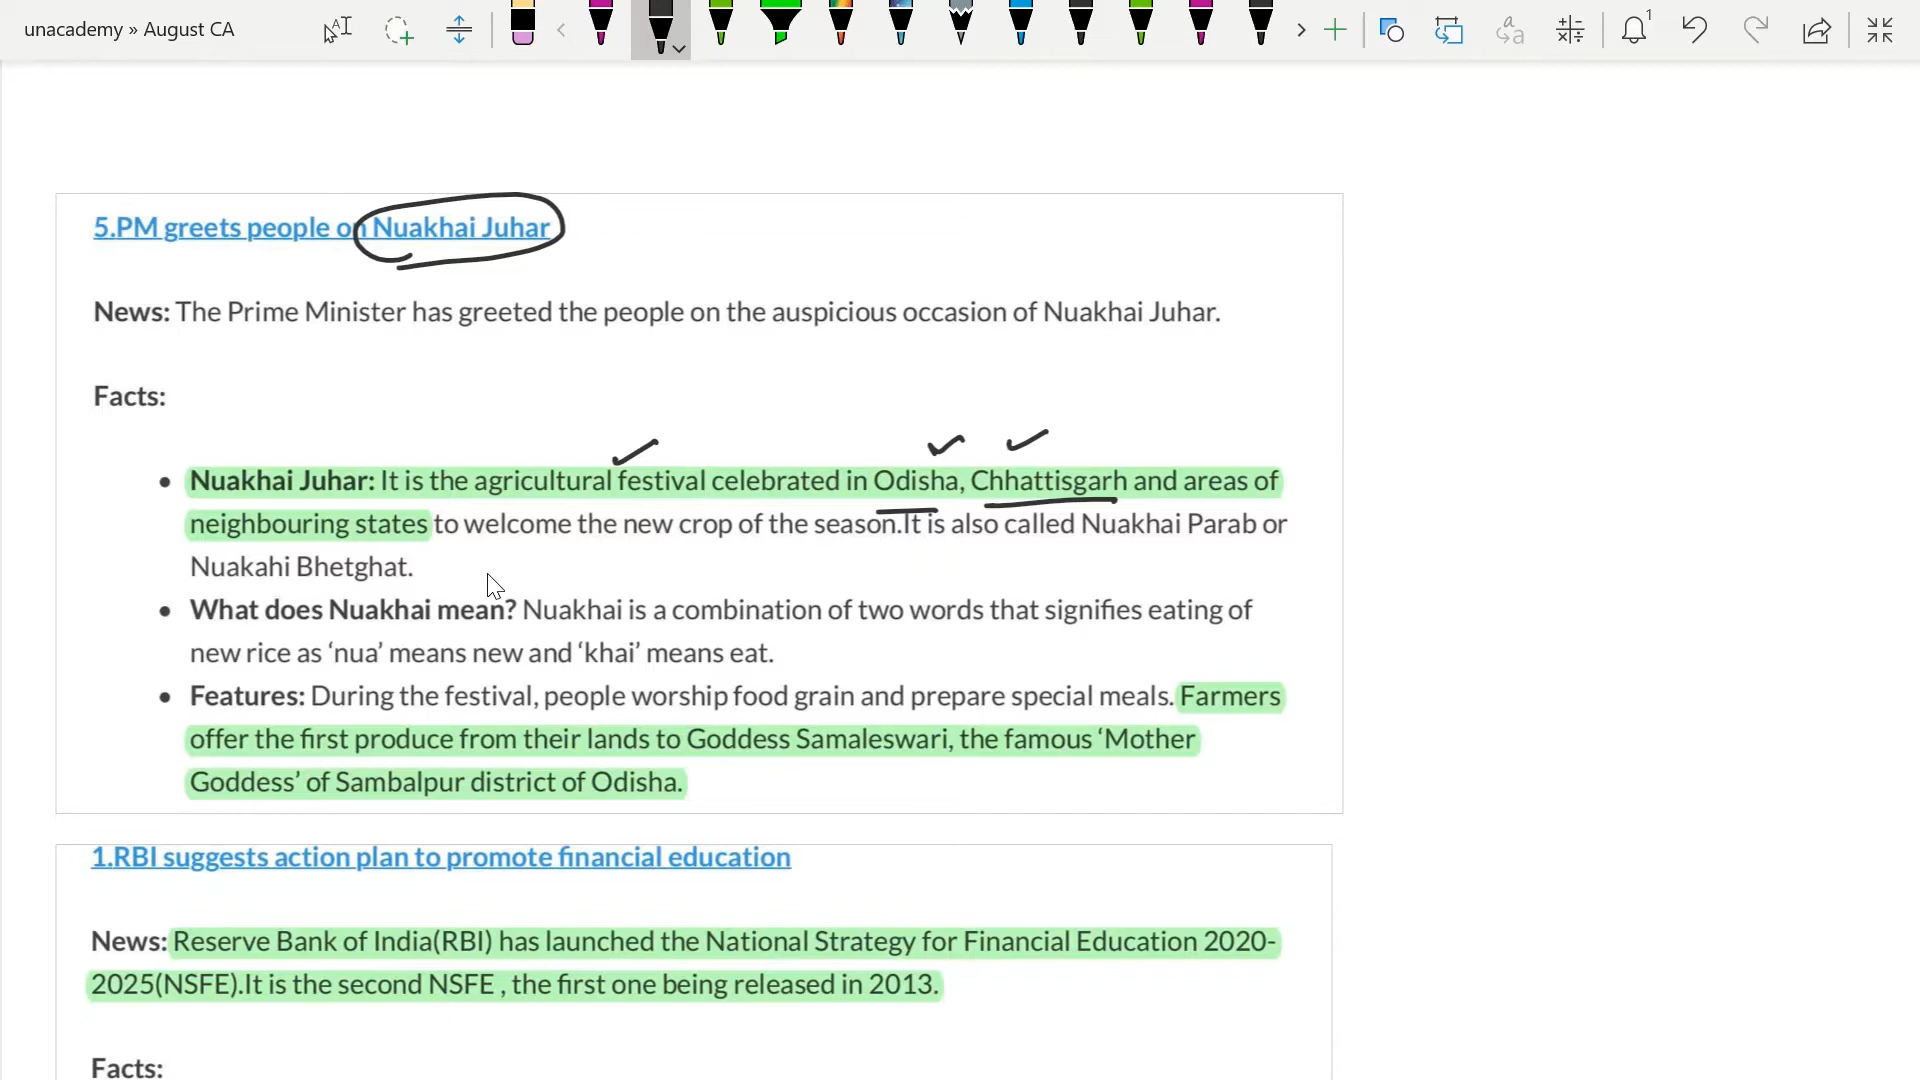 unacademy » August CA
1
5.PM greets people on Nuakhai Juhar
News: The Prime Minister has greeted the people on the auspicious occasion of Nuakhai Juhar.
Facts:
• Nuakhai Juhar: It is the agricultural festival celebrated in Odisha, Chhattisgarh and areas of
neighbouring states to welcome the new crop of the season.It is also called Nuakhai Parab or
Nuakahi Bhetghat.
• What does Nuakhai mean? Nuakhai is a combination of two words that signifies eating of
new rice as ‘nua’ means new and ‘khai’ means eat.
• Features: During the festival, people worship food grain and prepare special meals. Farmers
offer the first produce from their lands to Goddess Samaleswari, the famous ‘Mother
Goddess’ of Sambalpur district of Odisha.
1.RBI suggests action plan to promote financial education
News: Reserve Bank of India(RBI) has launched the National Strategy for Financial Education 2020-
2025(NSFE).It is the second NSFE , the first one being released in 2013.
Facts: